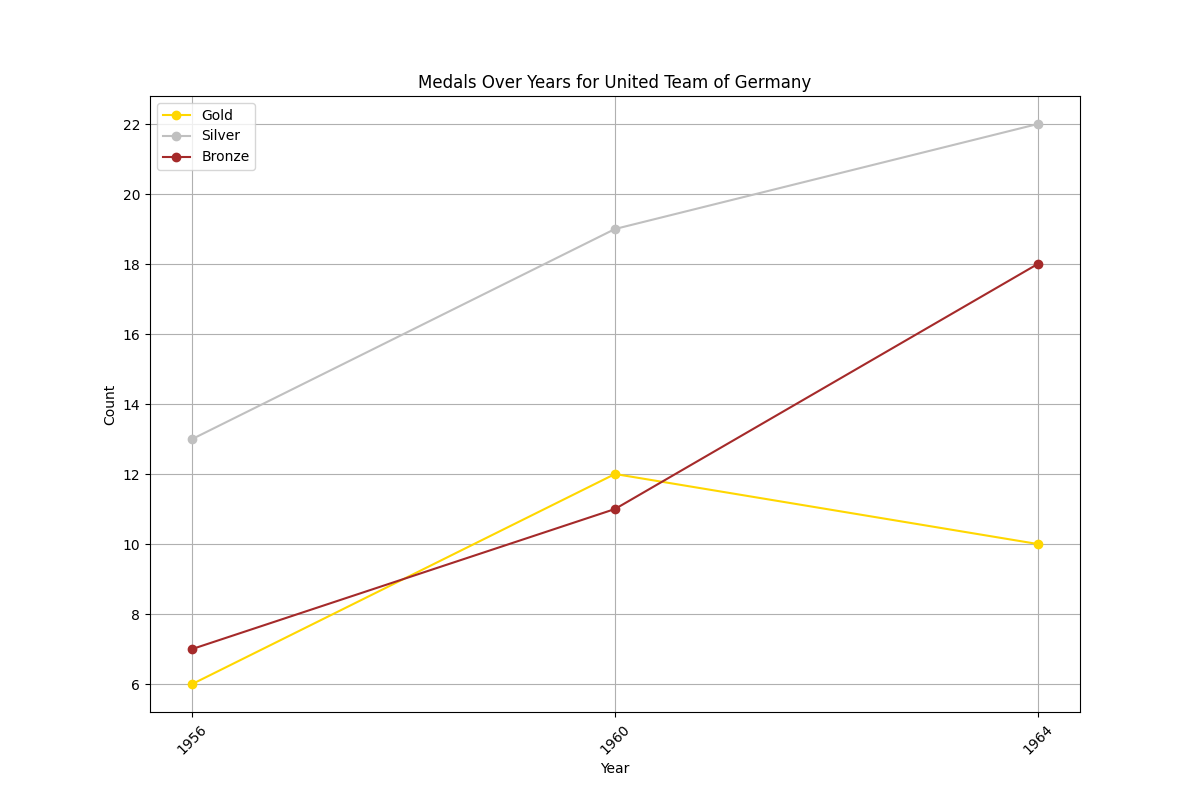 Medals Over Years for United Team of Germany
Gold
Silver
Bronze
22
20
18
16
14
12
10
8
6
Count
1956
1960
1964
Year